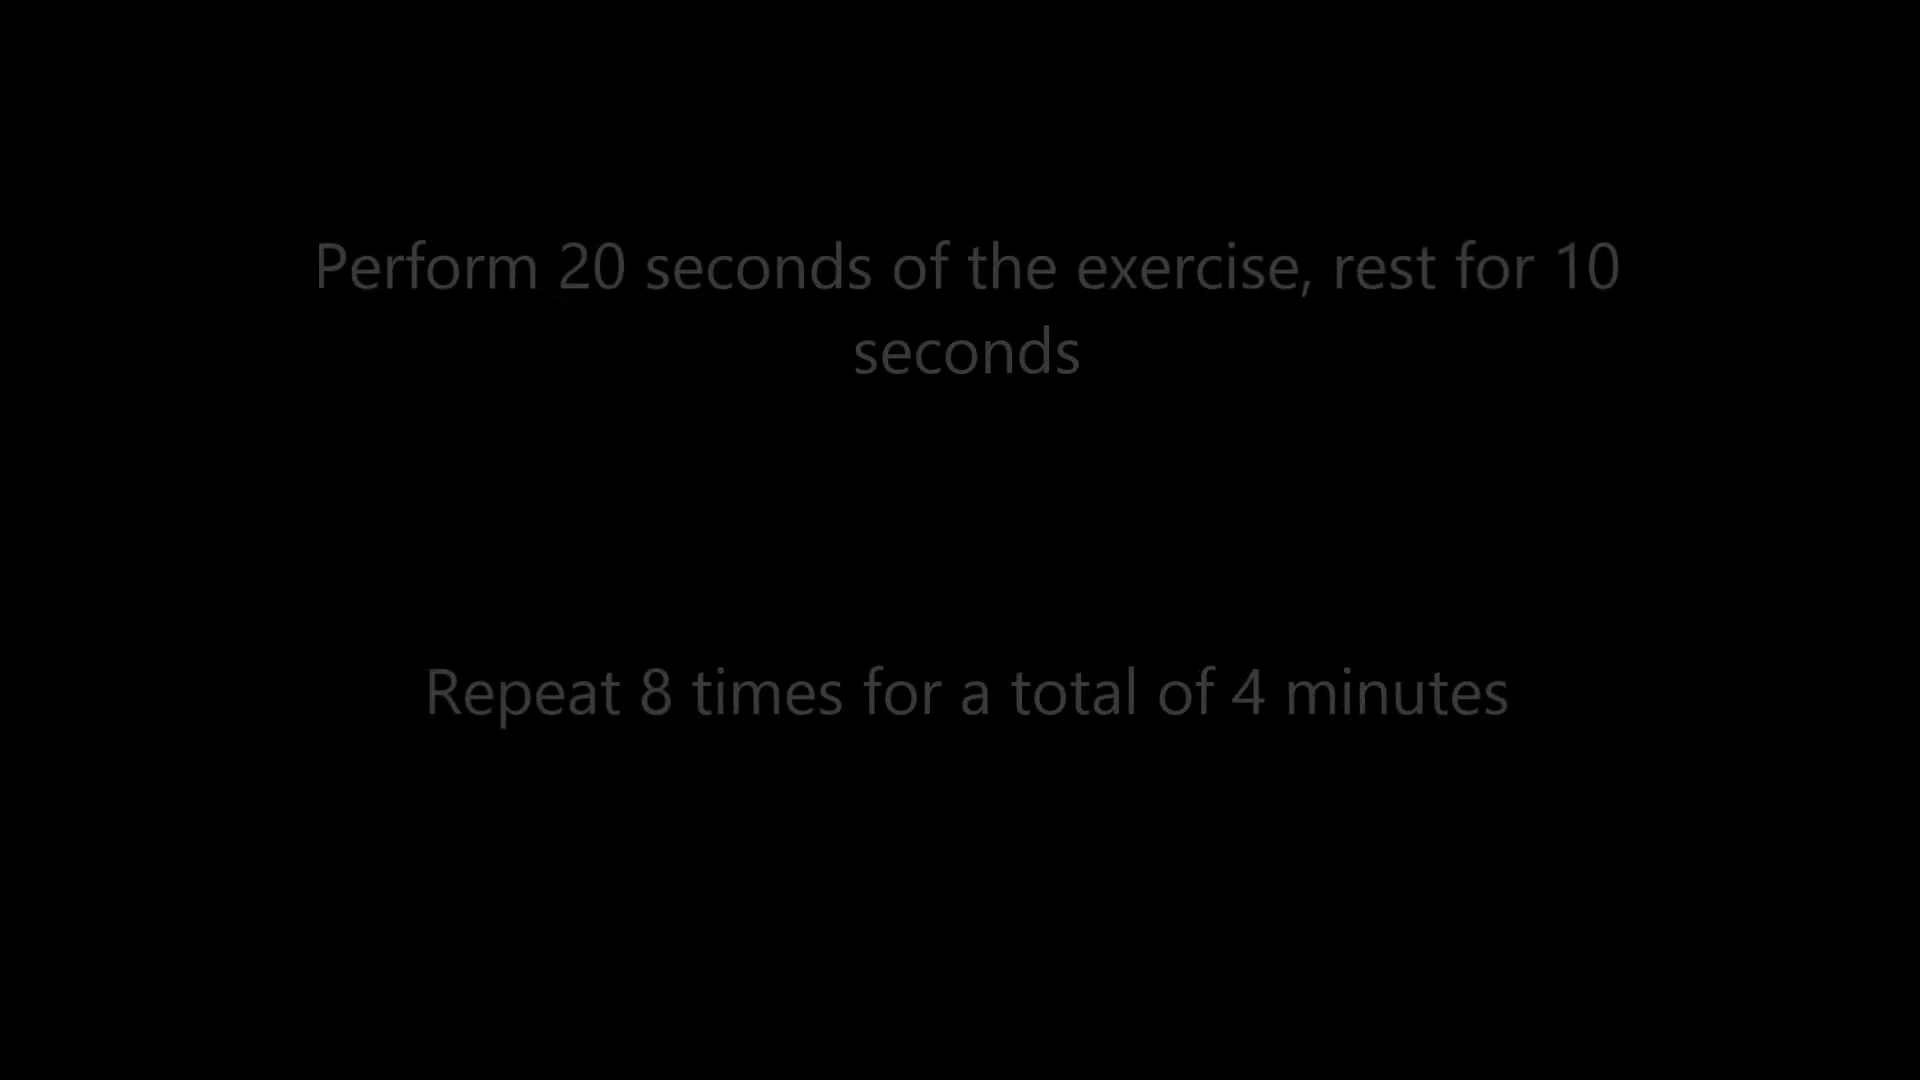 Perform 20 seconds of the exercise, rest for 10
seconds
Repeat 8 times for a total of 4 minutes